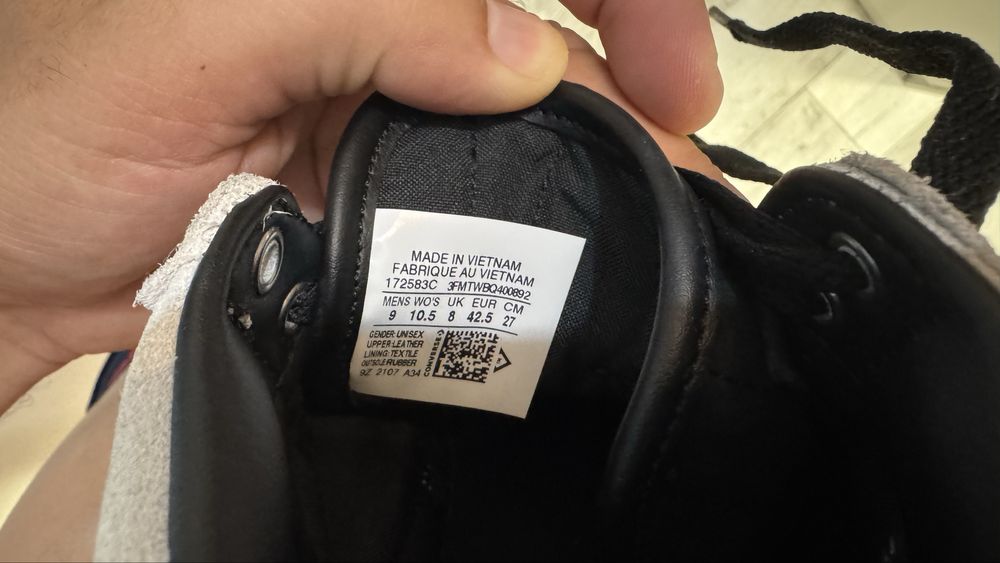 MADE IN VIETNAM
FABRIQUE AU VIETNAM
172583C 3FMTWBQ400892
MENS WO'S UK EUR CM
9 10.5 8 42.5 27
GENDER: UNISEX
UPPER: LEATHER
LINING: TEXTILE
OUTSOLE: RUBBER
9Z 2107 A34
CONVERSE